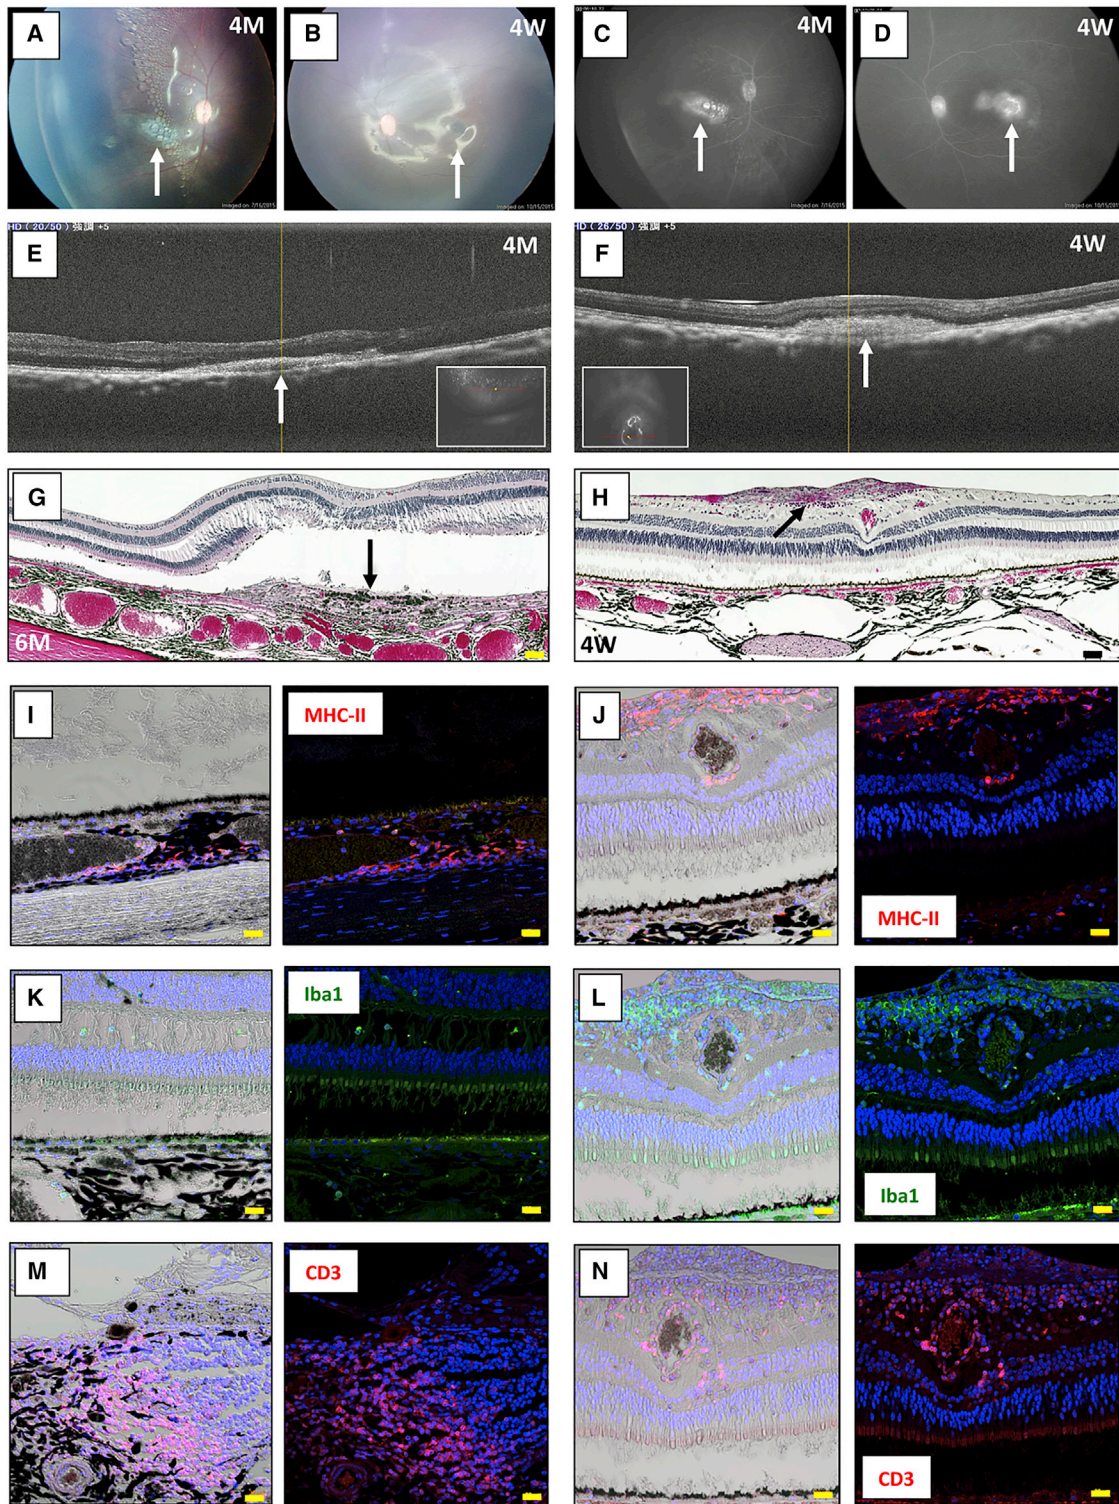 A
4M
Imaged on: 7/16/2015
B
4W
Imaged on: 10/15/2015
C
4M
Imaged on: 7/16/2015
D
4W
Imaged on: 10/15/2015
HD ( 20/50 ) 強調 +5
E
4M
HD ( 26/50 ) 強調 +5
F
4W
G
6M
H
4W
I
MHC-II
J
MHC-II
K
Iba1
L
Iba1
M
CD3
N
CD3